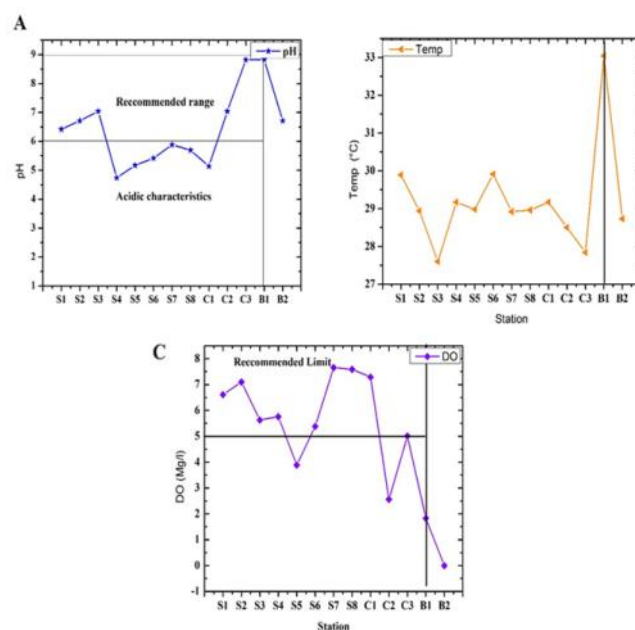 A
pH
Reccommended range
Acidic characteristics
pH
9
8
7
6
5
4
3
2
1
S1 S2 S3 S4 S5 S6 S7 S8 C1 C2 C3 B1 B2
Temp
Temp (°C)
33
32
31
30
29
28
27
S1 S2 S3 S4 S5 S6 S7 S8 C1 C2 C3 B1 B2
Station
C
Reccommended Limit
DO
DO (Mg/l)
8
7
6
5
4
3
2
1
0
-1
S1 S2 S3 S4 S5 S6 S7 S8 C1 C2 C3 B1 B2
Station